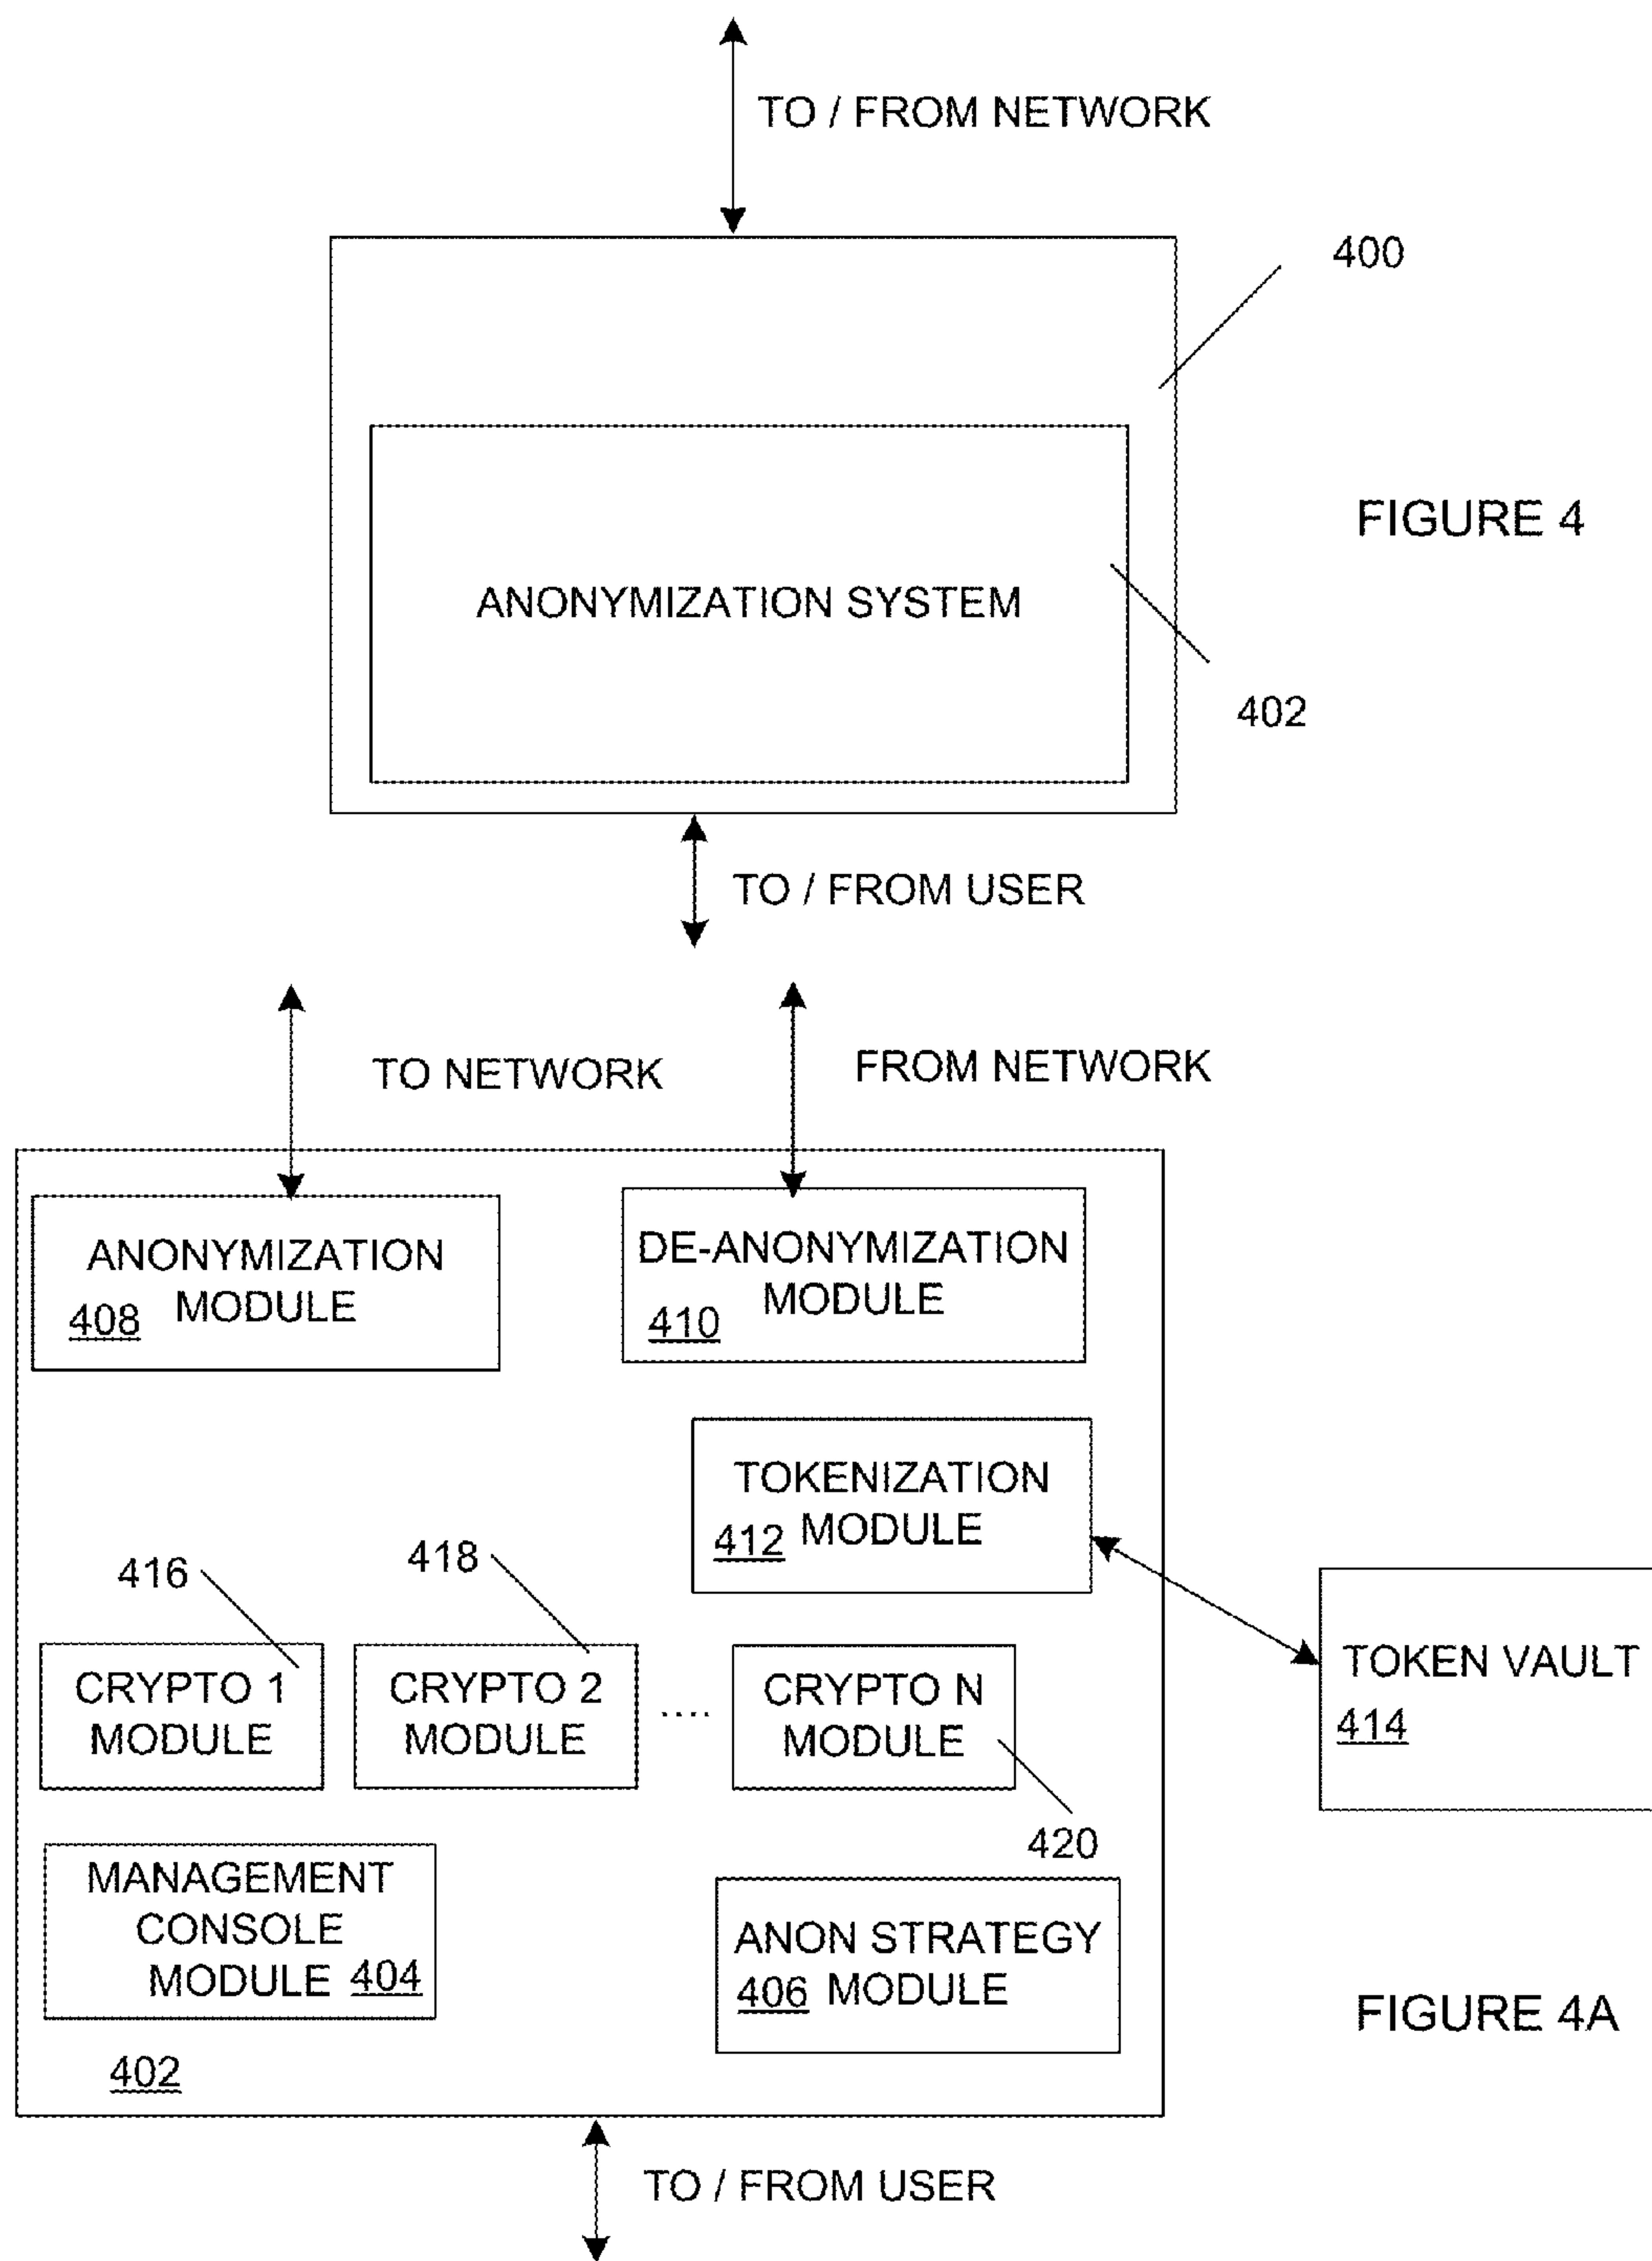 TO / FROM NETWORK
400
FIGURE 4
ANONYMIZATION SYSTEM
402
TO / FROM USER
TO NETWORK
FROM NETWORK
ANONYMIZATION
MODULE
408
DE-ANONYMIZATION
MODULE
410
TOKENIZATION
MODULE
412
416
418
CRYPTO 1
MODULE
CRYPTO 2
MODULE
....
CRYPTO N
MODULE
420
TOKEN VAULT
414
MANAGEMENT
CONSOLE
MODULE 404
ANON STRATEGY
406 MODULE
402
FIGURE 4A
TO / FROM USER